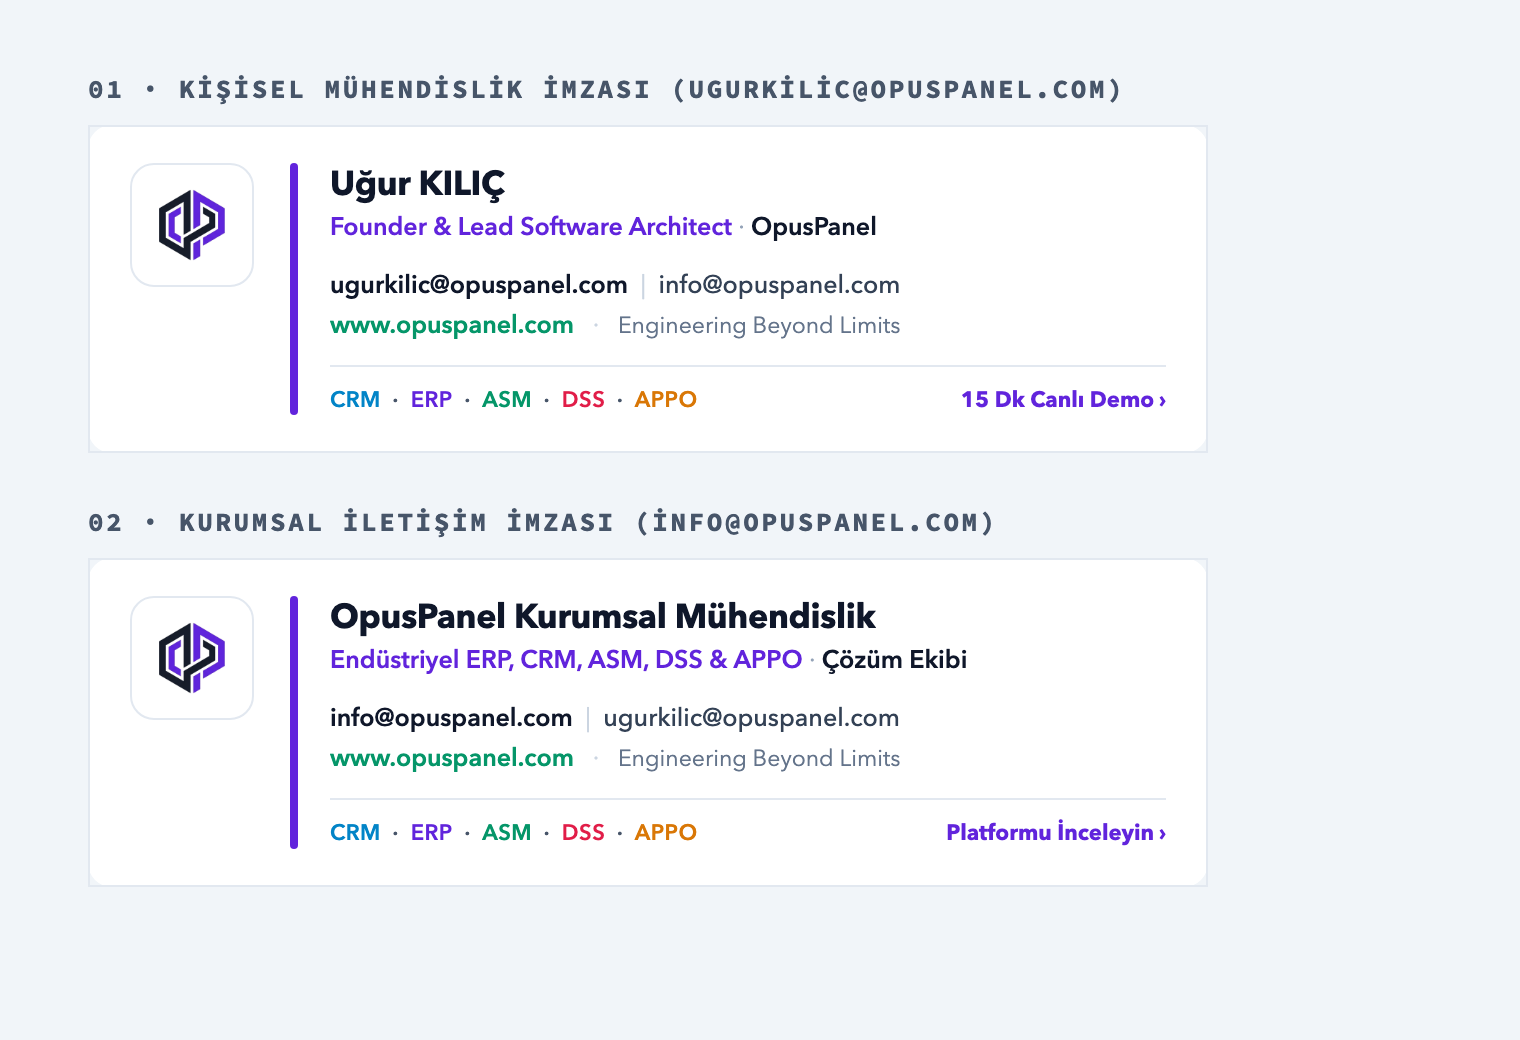 01 • KİŞİSEL MÜHENDİSLİK İMZASI (UGURKİLİC@OPUSPANEL.COM)
Uğur KILIÇ
Founder & Lead Software Architect · OpusPanel
ugurkilic@opuspanel.com | info@opuspanel.com
www.opuspanel.com · Engineering Beyond Limits
CRM · ERP · ASM · DSS · APPO 15 Dk Canlı Demo ›
02 • KURUMSAL İLETİŞİM İMZASI (İNFO@OPUSPANEL.COM)
OpusPanel Kurumsal Mühendislik
Endüstriyel ERP, CRM, ASM, DSS & APPO · Çözüm Ekibi
info@opuspanel.com | ugurkilic@opuspanel.com
www.opuspanel.com · Engineering Beyond Limits
CRM · ERP · ASM · DSS · APPO Platformu İnceleyin ›